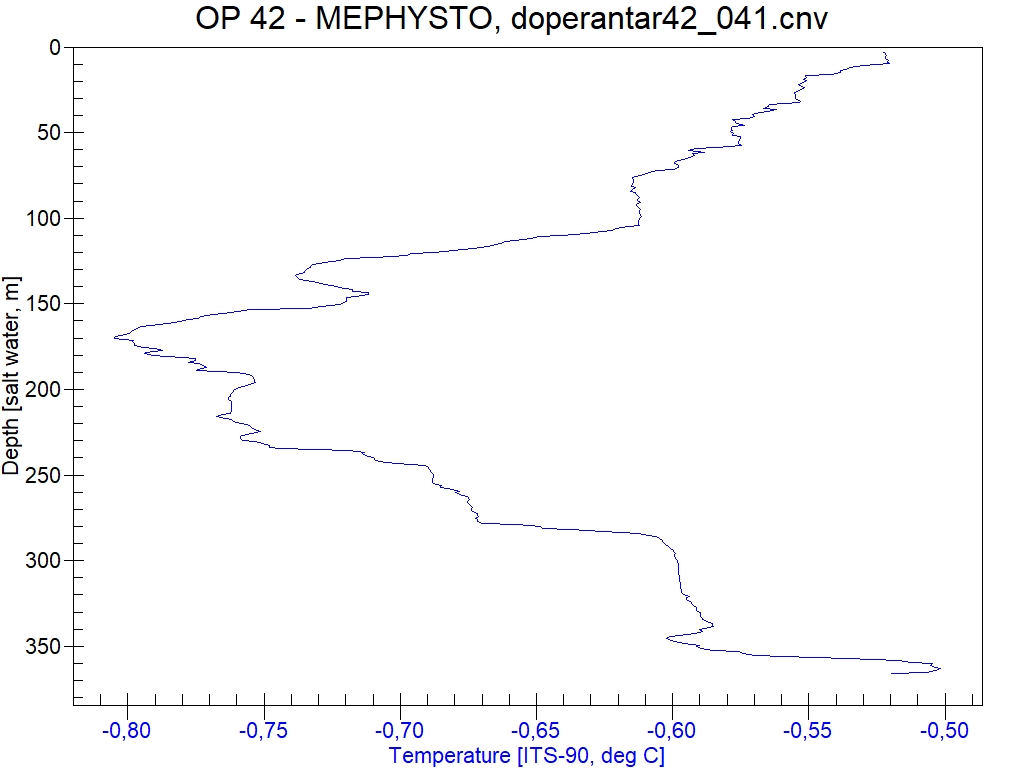 OP 42 - MEPHYSTO, doperantar42_041.cnv
0
50
100
150
200
250
300
350
Depth [salt water, m]
-0,80 -0,75 -0,70 -0,65 -0,60 -0,55 -0,50
Temperature [ITS-90, deg C]